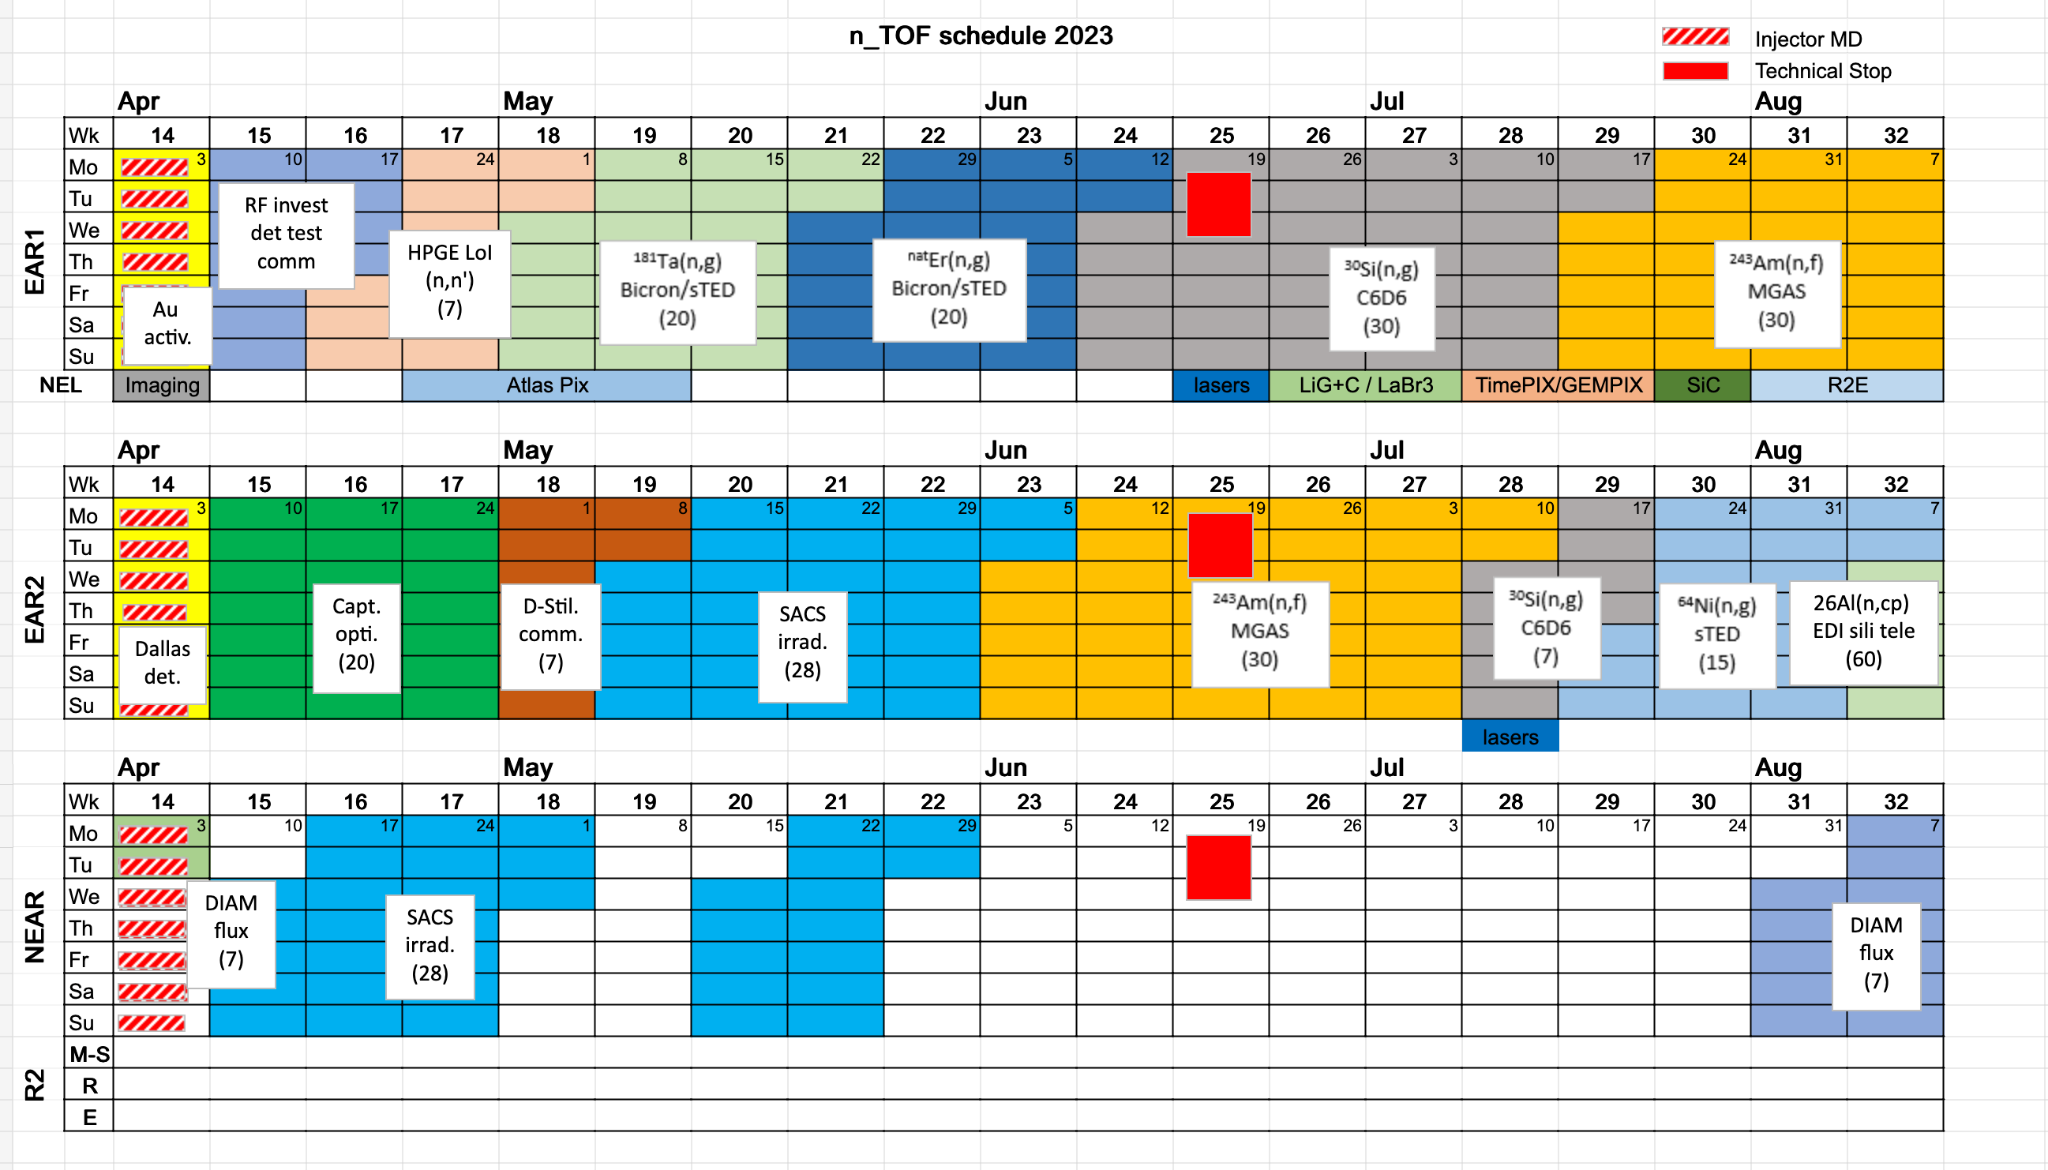 n_TOF schedule 2023
Injector MD
Technical Stop
Apr May Jun Jul Aug
Wk 14 15 16 17 18 19 20 21 22 23 24 25 26 27 28 29 30 31 32
Mo 3 10 17 24 1 8 15 22 29 5 12 19 26 3 10 17 24 31 7
Tu
We
Th
Fr
Sa
Su
EAR1
Au
activ.
RF invest
det test
comm
HPGE LoI
(n,n')
(7)
¹⁸¹Ta(n,g)
Bicron/sTED
(20)
ⁿᵃᵗEr(n,g)
Bicron/sTED
(20)
³⁰Si(n,g)
C6D6
(30)
²⁴³Am(n,f)
MGAS
(30)
NEL Imaging Atlas Pix lasers LiG+C / LaBr3 TimePIX/GEMPIX SiC R2E
Apr May Jun Jul Aug
Wk 14 15 16 17 18 19 20 21 22 23 24 25 26 27 28 29 30 31 32
Mo 3 10 17 24 1 8 15 22 29 5 12 19 26 3 10 17 24 31 7
Tu
We
Th
Fr
Sa
Su
EAR2
Dallas
det.
Capt.
opti.
(20)
D-Stil.
comm.
(7)
SACS
irrad.
(28)
²⁴³Am(n,f)
MGAS
(30)
³⁰Si(n,g)
C6D6
(7)
⁶⁴Ni(n,g)
sTED
(15)
26Al(n,cp)
EDI sili tele
(60)
lasers
Apr May Jun Jul Aug
Wk 14 15 16 17 18 19 20 21 22 23 24 25 26 27 28 29 30 31 32
Mo 3 10 17 24 1 8 15 22 29 5 12 19 26 3 10 17 24 31 7
Tu
We
Th
Fr
Sa
Su
NEAR
DIAM
flux
(7)
SACS
irrad.
(28)
DIAM
flux
(7)
R2
M-S
R
E